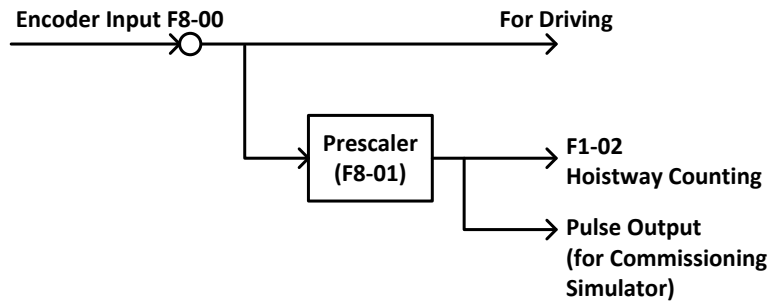 Encoder Input F8-00
For Driving
Prescaler
(F8-01)
F1-02
Hoistway Counting
Pulse Output
(for Commissioning
Simulator)